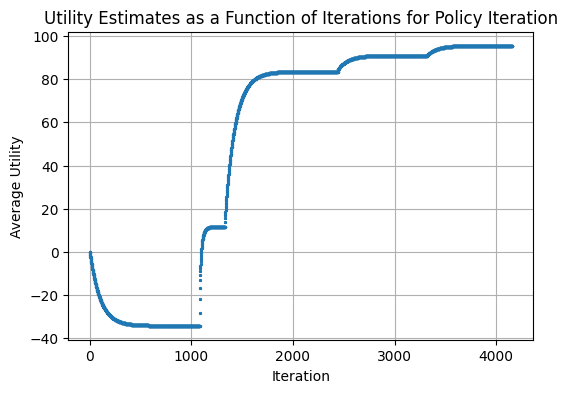 Utility Estimates as a Function of Iterations for Policy Iteration
100
80
60
40
20
0
−20
−40
Average Utility
0 1000 2000 3000 4000
Iteration